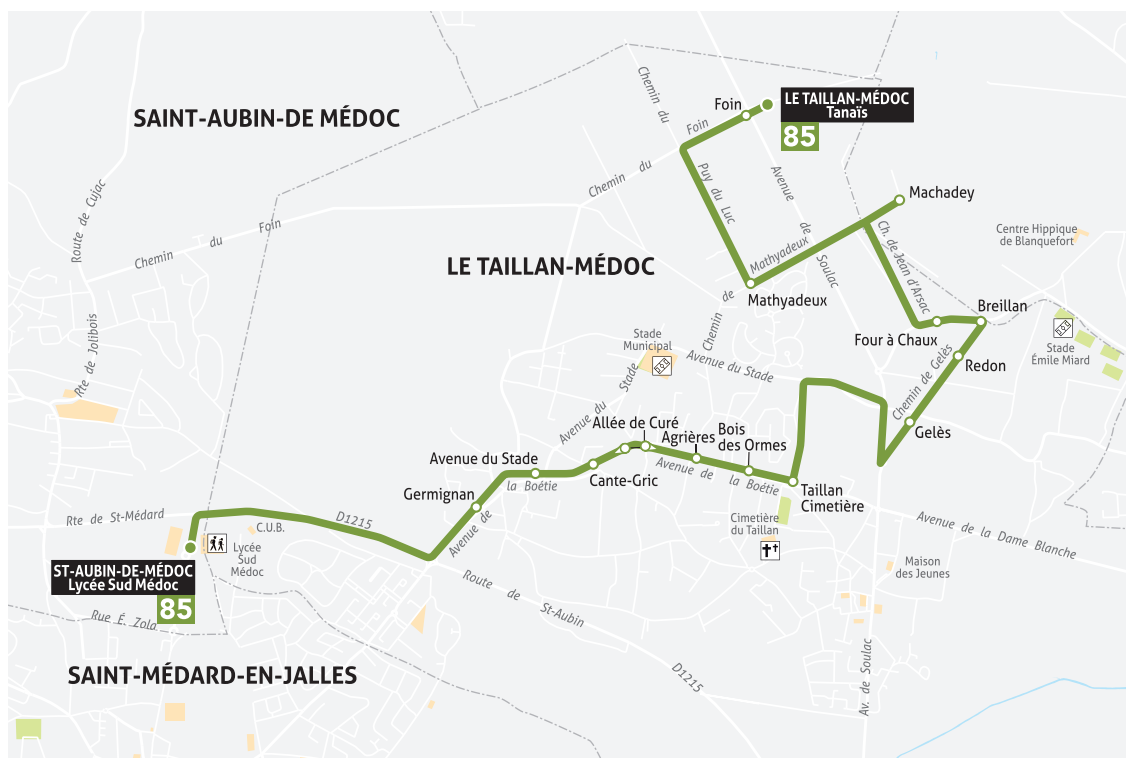 SAINT-AUBIN-DE MÉDOC
LE TAILLAN-MÉDOC
Tanaïs
85
Foin
Chemin du
Foin
Chemin du
Puy du Luc
Avenue de Soulac
Machadey
Route de Cujac
Chemin du Foin
Centre Hippique
de Blanquefort
LE TAILLAN-MÉDOC
Mathyadeux
Mathyadeux
Chemin de
Ch. de Jean d'Arsac
Breillan
Four à Chaux
Stade
Émile Miard
Redon
Chemin de Gelès
Gelès
Rte de Jolibois
Stade
Municipal
Avenue du Stade
Avenue du Stade
Allée de Curé
Agrières
Bois
des Ormes
Avenue du Stade
la Boétie
Cante-Gric
Avenue de la Boétie
Taillan
Cimetière
Germignan
Avenue de
Rte de St-Médard
C.U.B.
D1215
Cimetière
du Taillan
Avenue de la Dame Blanche
Lycée
Sud
Médoc
ST-AUBIN-DE-MÉDOC
Lycée Sud Médoc
85
Rue É. Zola
Route de St-Aubin
Maison
des Jeunes
D1215
Av. de Soulac
SAINT-MÉDARD-EN-JALLES